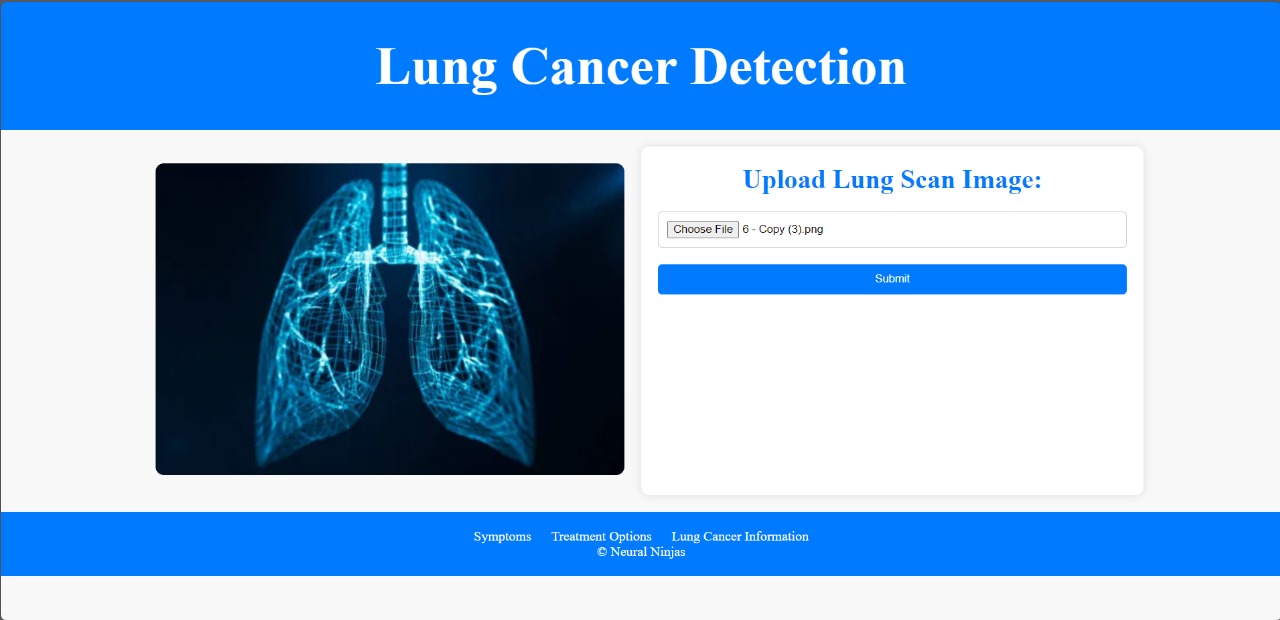 Lung Cancer Detection
Upload Lung Scan Image:
Choose File 6 - Copy (3).png
Submit
Symptoms Treatment Options Lung Cancer Information
© Neural Ninjas